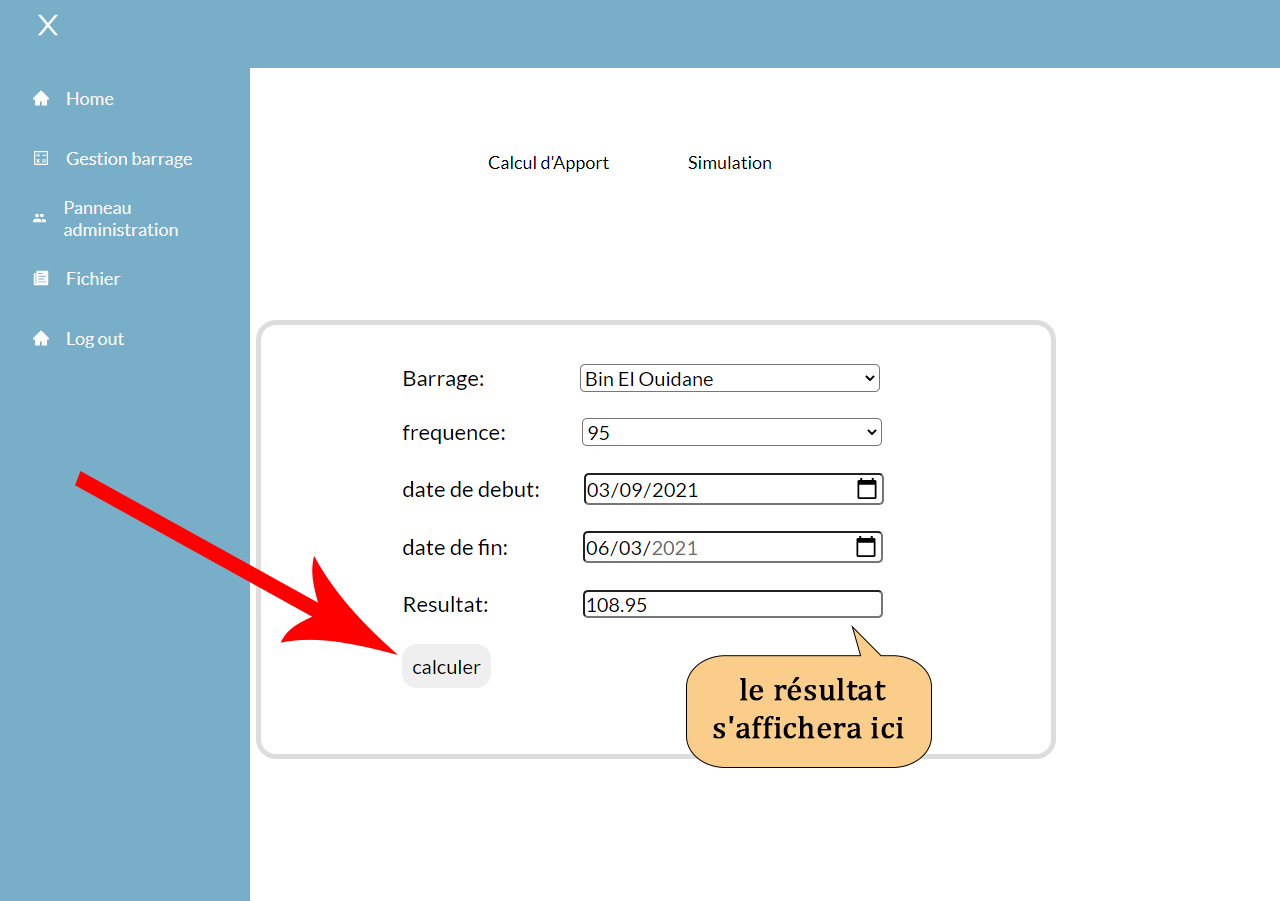 X
Home
Gestion barrage
Panneau
administration
Fichier
Log out
Calcul d'Apport
Simulation
Barrage: Bin El Ouidane
frequence: 95
date de debut: 03/09/2021
date de fin: 06/03/2021
Resultat: 108.95
calculer
le résultat
s'affichera ici